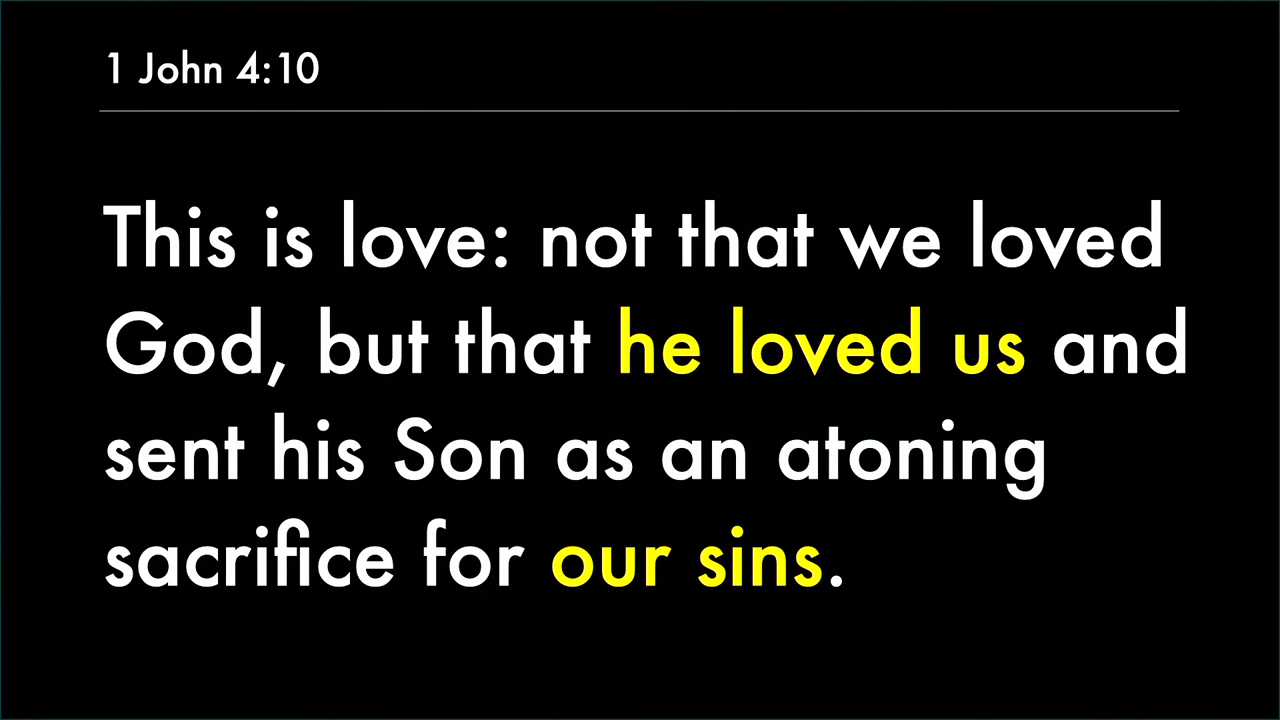 1 John 4:10
This is love: not that we loved
God, but that he loved us and
sent his Son as an atoning
sacrifice for our sins.